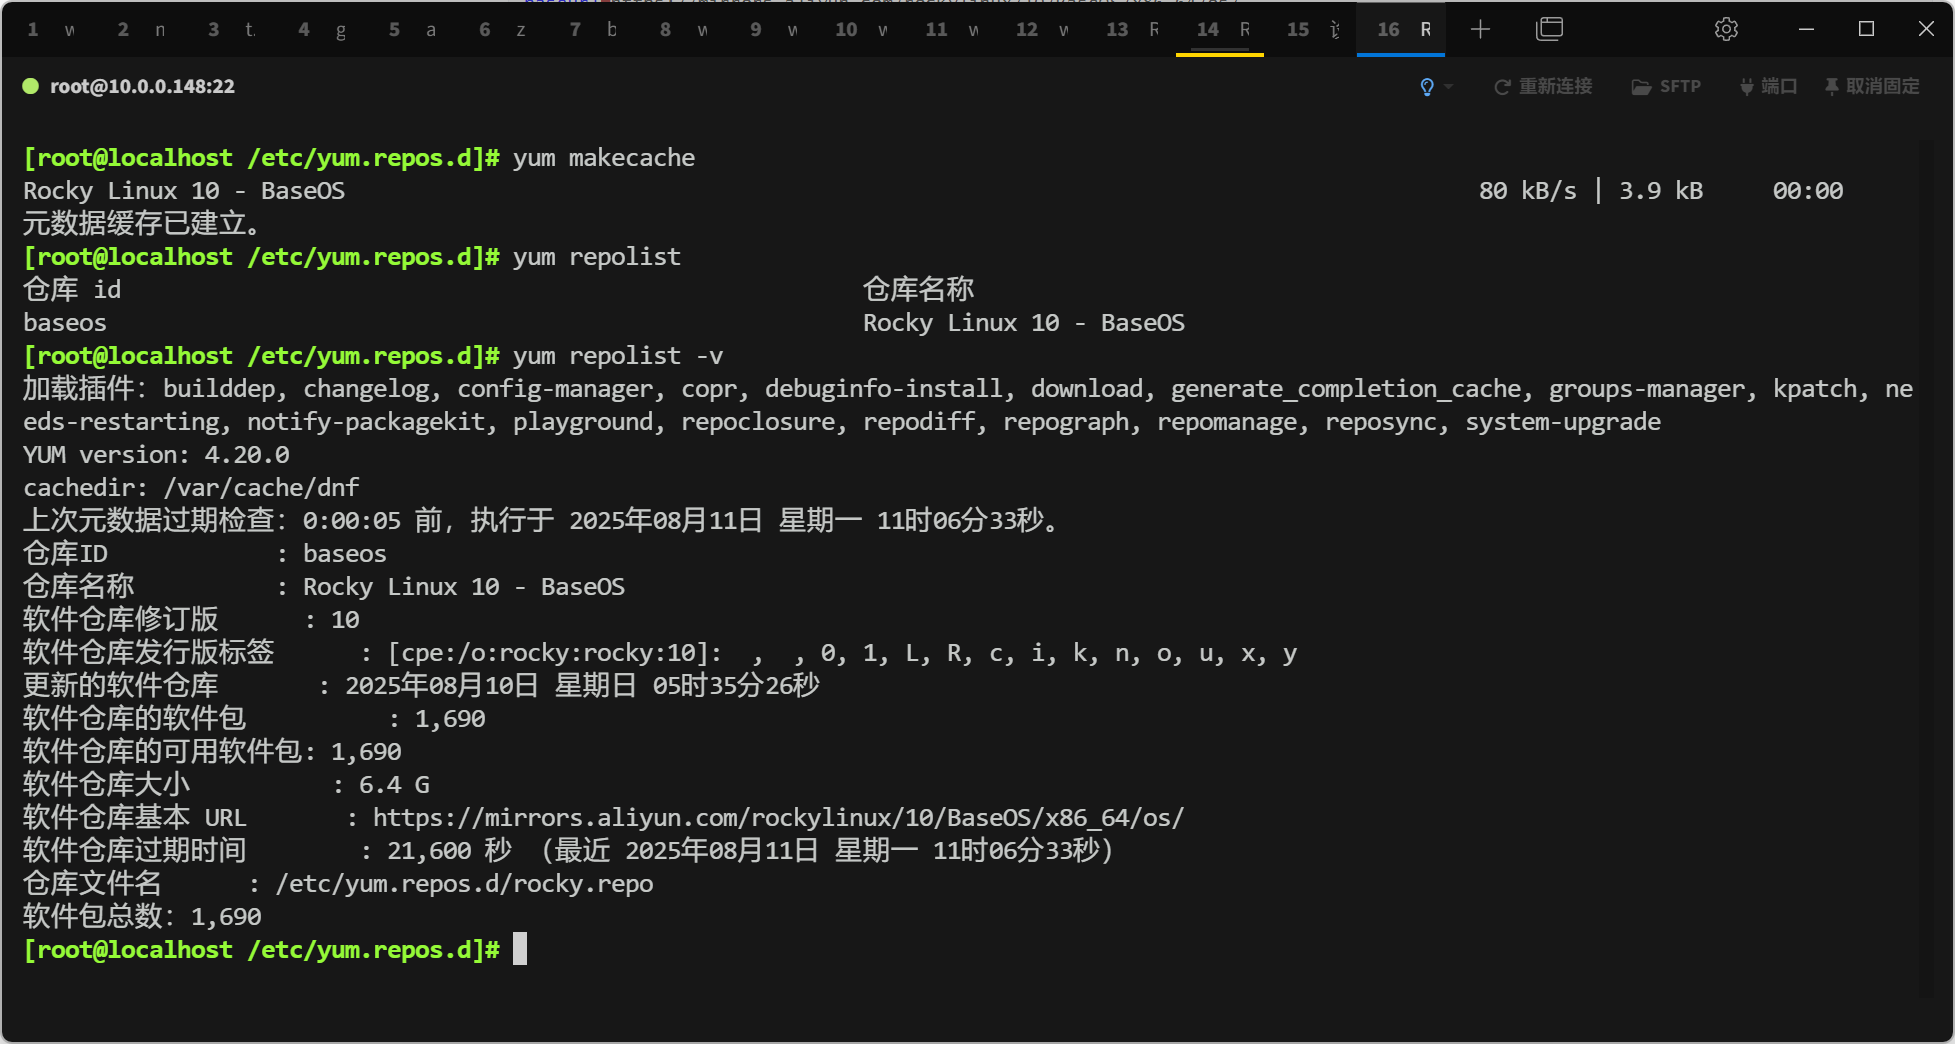 1 w 2 n 3 t. 4 g 5 a 6 z 7 b 8 w 9 w 10 w 11 w 12 w 13 R 14 R 15 16 R
root@10.0.0.148:22 重新连接 SFTP 端口 取消固定
[root@localhost /etc/yum.repos.d]# yum makecache
Rocky Linux 10 - BaseOS 80 kB/s | 3.9 kB 00:00
元数据缓存已建立。
[root@localhost /etc/yum.repos.d]# yum repolist
仓库 id 仓库名称
baseos Rocky Linux 10 - BaseOS
[root@localhost /etc/yum.repos.d]# yum repolist -v
加载插件：builddep, changelog, config-manager, copr, debuginfo-install, download, generate_completion_cache, groups-manager, kpatch, ne
eds-restarting, notify-packagekit, playground, repoclosure, repodiff, repograph, repomanage, reposync, system-upgrade
YUM version: 4.20.0
cachedir: /var/cache/dnf
上次元数据过期检查：0:00:05 前，执行于 2025年08月11日 星期一 11时06分33秒。
仓库ID : baseos
仓库名称 : Rocky Linux 10 - BaseOS
软件仓库修订版 : 10
软件仓库发行版标签 : [cpe:/o:rocky:rocky:10]:  ,  , 0, 1, L, R, c, i, k, n, o, u, x, y
更新的软件仓库 : 2025年08月10日 星期日 05时35分26秒
软件仓库的软件包 : 1,690
软件仓库的可用软件包: 1,690
软件仓库大小 : 6.4 G
软件仓库基本 URL : https://mirrors.aliyun.com/rockylinux/10/BaseOS/x86_64/os/
软件仓库过期时间 : 21,600 秒 （最近 2025年08月11日 星期一 11时06分33秒）
仓库文件名 : /etc/yum.repos.d/rocky.repo
软件包总数：1,690
[root@localhost /etc/yum.repos.d]#